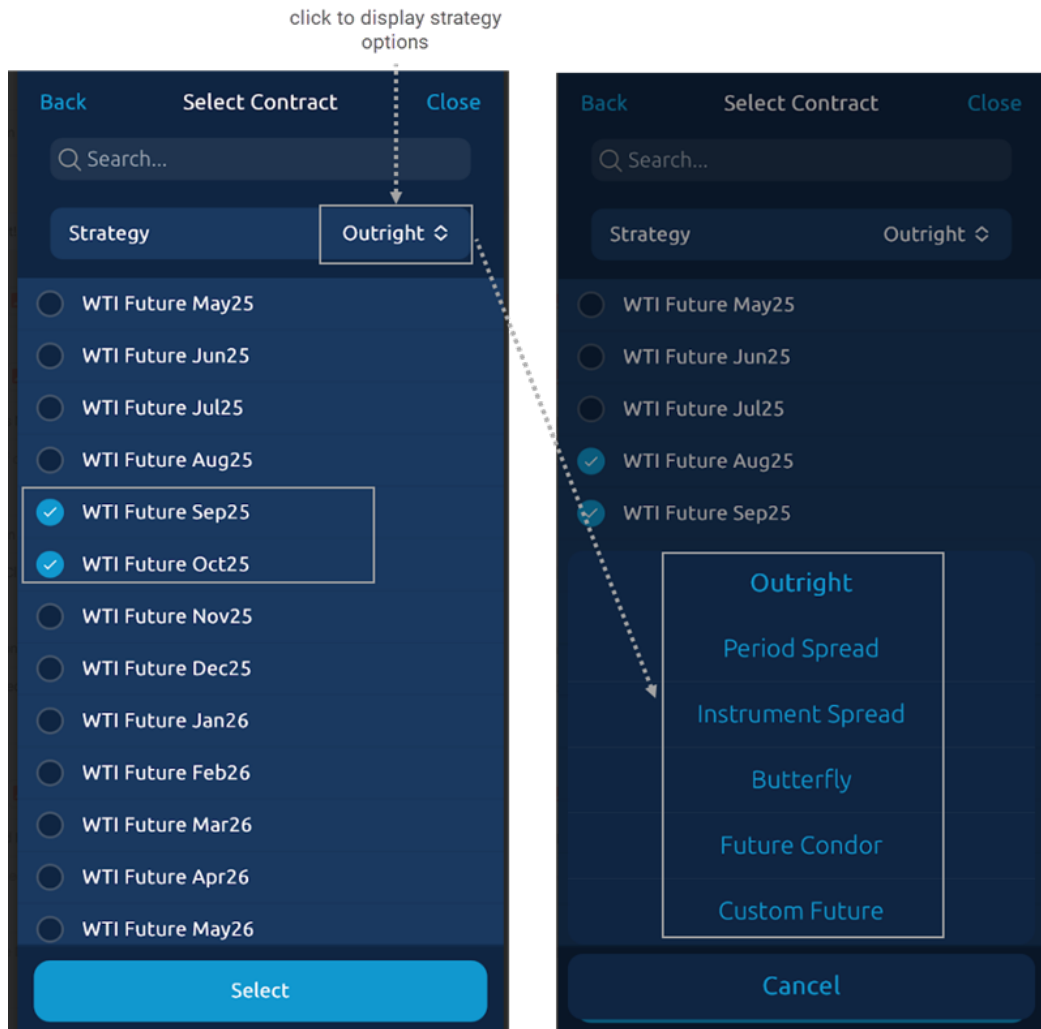 click to display strategy
options
Back Select Contract Close
Search...
Strategy Outright
WTI Future May25
WTI Future Jun25
WTI Future Jul25
WTI Future Aug25
WTI Future Sep25
WTI Future Oct25
WTI Future Nov25
WTI Future Dec25
WTI Future Jan26
WTI Future Feb26
WTI Future Mar26
WTI Future Apr26
WTI Future May26
Select
Back Select Contract Close
Search...
Strategy Outright
WTI Future May25
WTI Future Jun25
WTI Future Jul25
WTI Future Aug25
WTI Future Sep25
Outright
Period Spread
Instrument Spread
Butterfly
Future Condor
Custom Future
Cancel